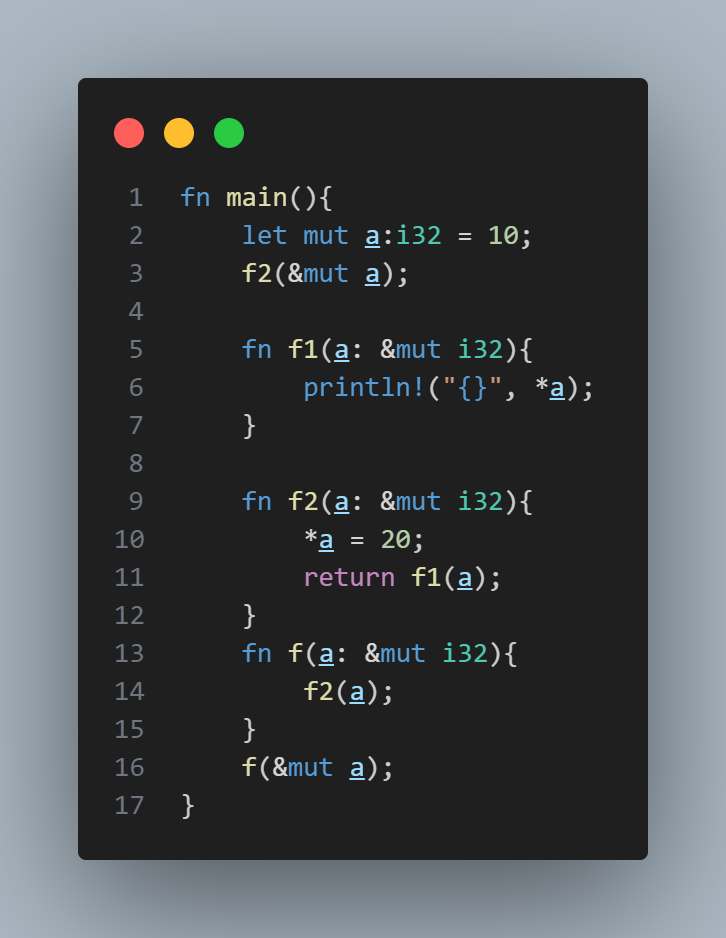 1 fn main(){
2     let mut a:i32 = 10;
3     f2(&mut a);
4
5     fn f1(a: &mut i32){
6         println!("{}", *a);
7     }
8
9     fn f2(a: &mut i32){
10         *a = 20;
11         return f1(a);
12     }
13     fn f(a: &mut i32){
14         f2(a);
15     }
16     f(&mut a);
17 }